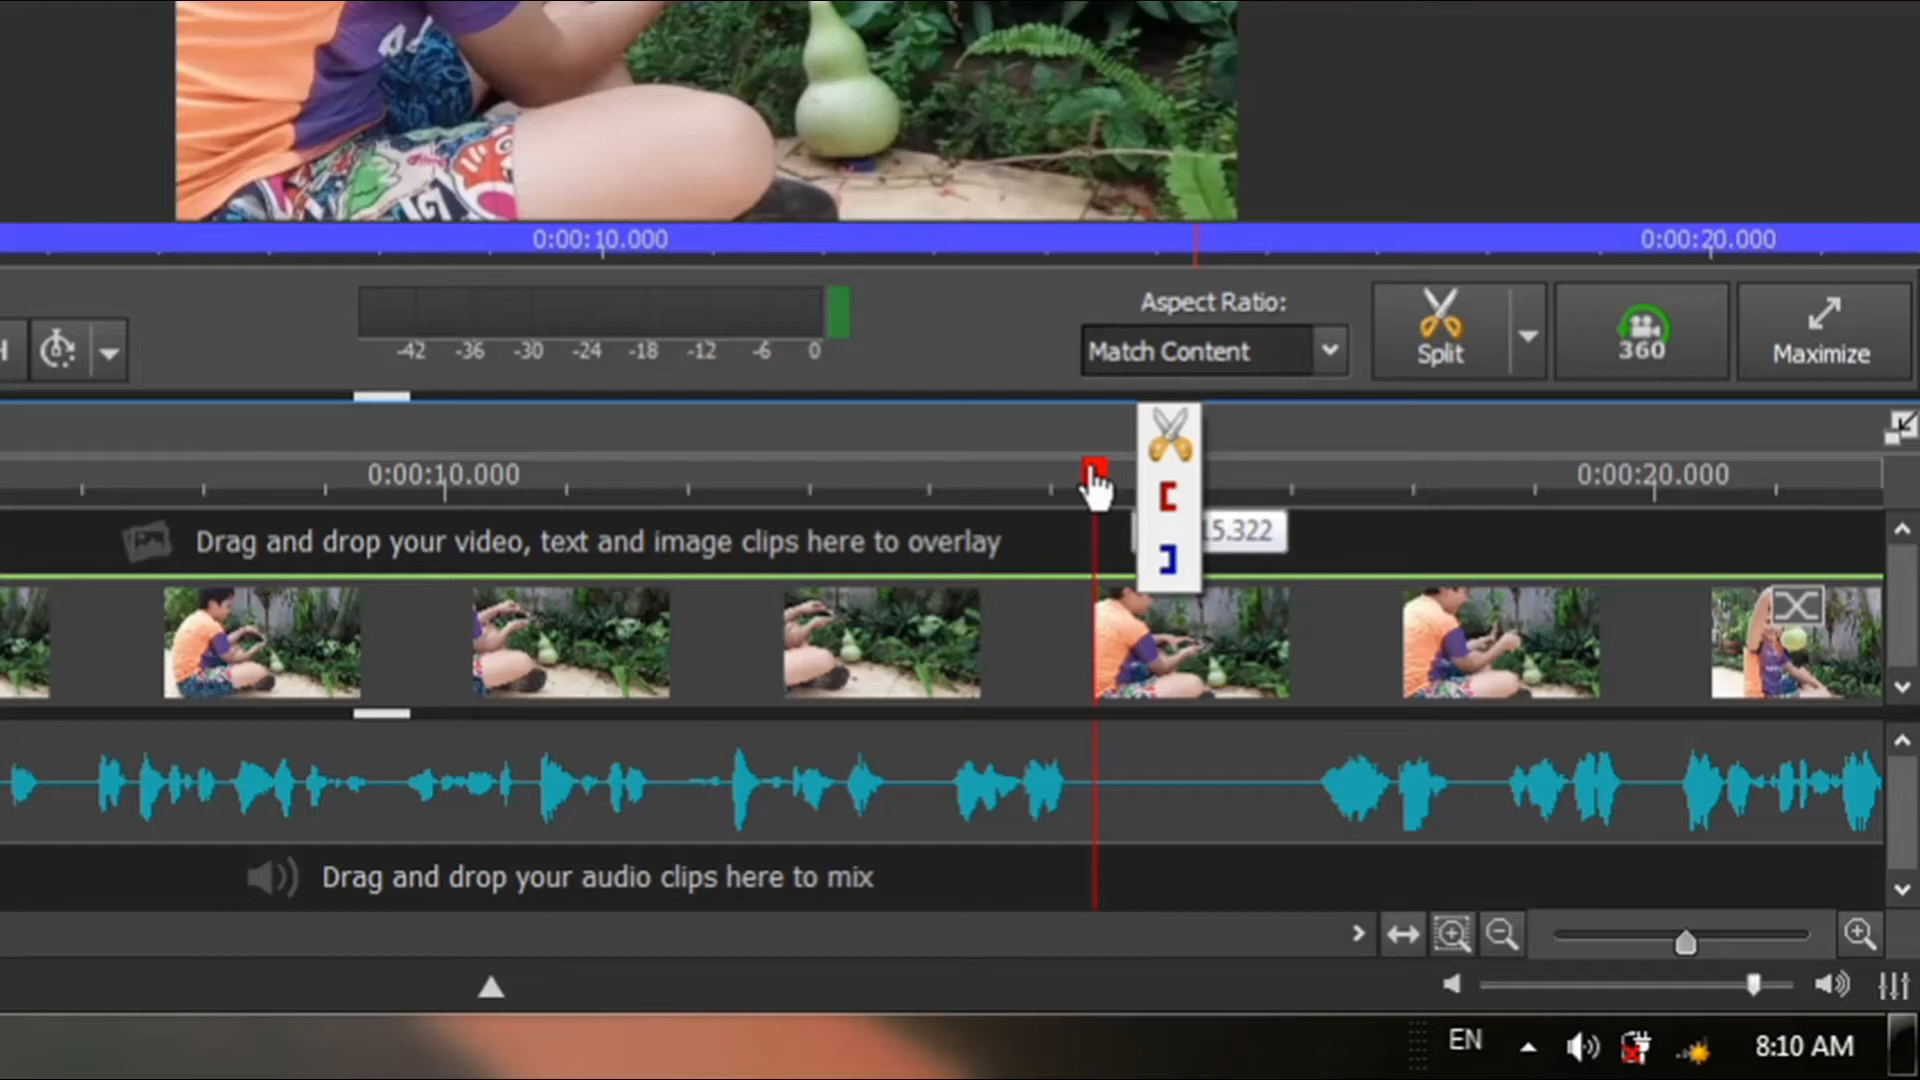 0:00:10.000 0:00:20.000
Aspect Ratio:
Match Content
Split
360
Maximize
-42 -36 -30 -24 -18 -12 -6 0
0:00:10.000 0:00:20.000
15.322
Drag and drop your video, text and image clips here to overlay
Drag and drop your audio clips here to mix
EN
8:10 AM